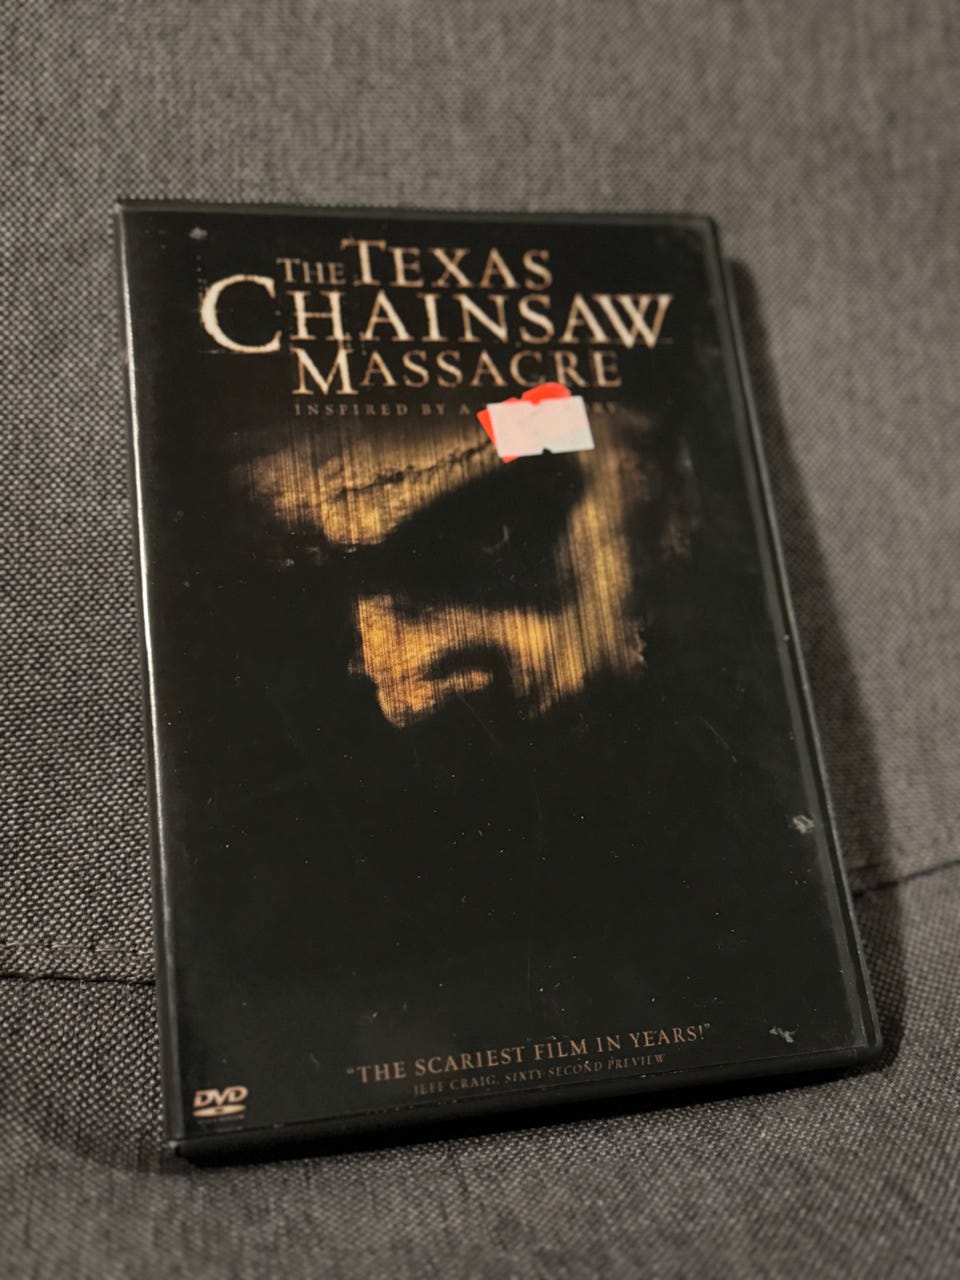 THE TEXAS
CHAINSAW
MASSACRE
INSPIRED BY A
"THE SCARIEST FILM IN YEARS!"
JEFF CRAIG, SIXTY SECOND PREVIEW
DVD